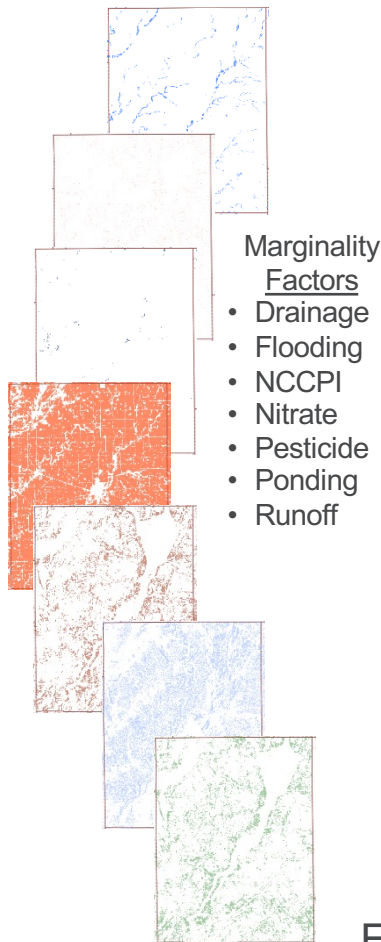 Marginality
Factors
• Drainage
• Flooding
• NCCPI
• Nitrate
• Pesticide
• Ponding
• Runoff